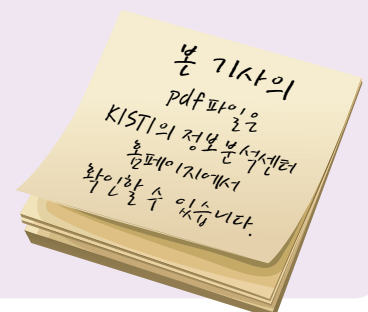 본 기사의
pdf파일은
KISTI의 정보분석센터
홈페이지에서
확인할 수 있습니다.